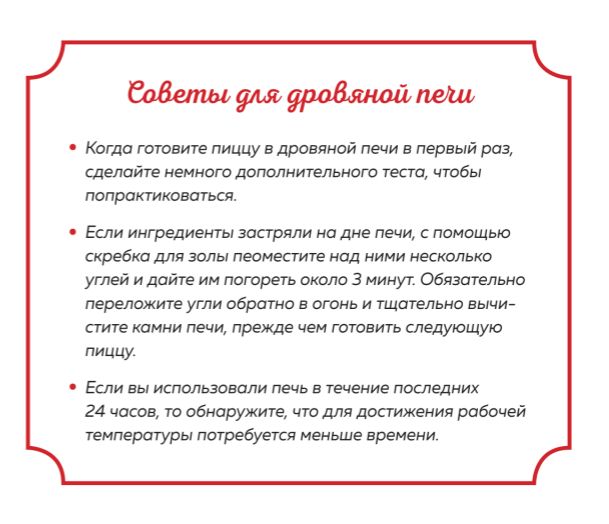 Советы для дровяной печи
• Когда готовите пиццу в дровяной печи в первый раз,
сделайте немного дополнительного теста, чтобы
попрактиковаться.
• Если ингредиенты застряли на дне печи, с помощью
скребка для золы пеоместите над ними несколько
углей и дайте им погореть около 3 минут. Обязательно
переложите угли обратно в огонь и тщательно вычи-
стите камни печи, прежде чем готовить следующую
пиццу.
• Если вы использовали печь в течение последних
24 часов, то обнаружите, что для достижения рабочей
температуры потребуется меньше времени.